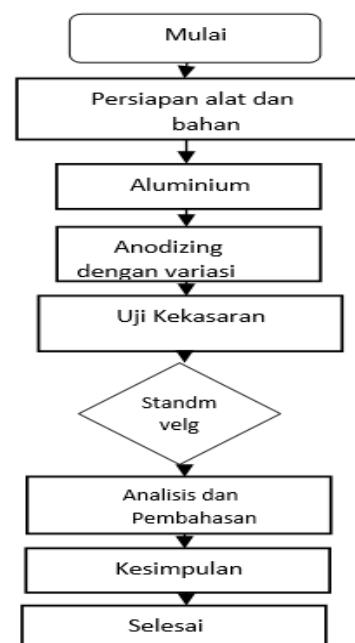 Mulai
Persiapan alat dan
bahan
Aluminium
Anodizing
dengan variasi
Uji Kekasaran
Standm
velg
Analisis dan
Pembahasan
Kesimpulan
Selesai